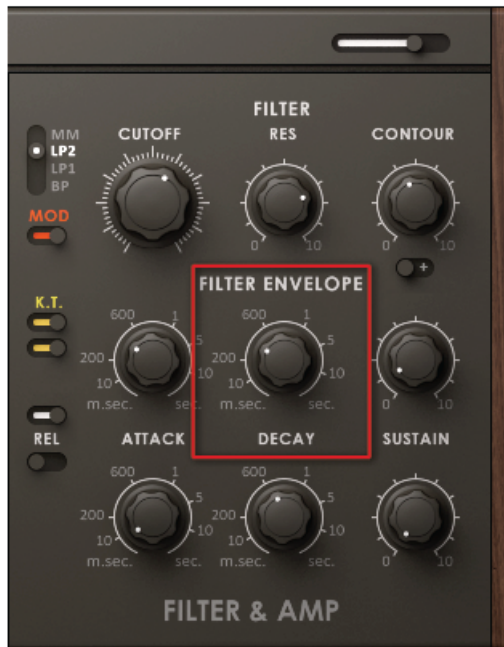 FILTER
MM
LP2
LP1
BP
CUTOFF
RES
CONTOUR
MOD
0 10
0 10
+
FILTER ENVELOPE
K.T.
600 1
200 5
10 10
m.sec. sec.
600 1
200 5
10 10
m.sec. sec.
REL
ATTACK
DECAY
SUSTAIN
600 1
200 5
10 10
m.sec. sec.
600 1
200 5
10 10
m.sec. sec.
0 10
FILTER & AMP